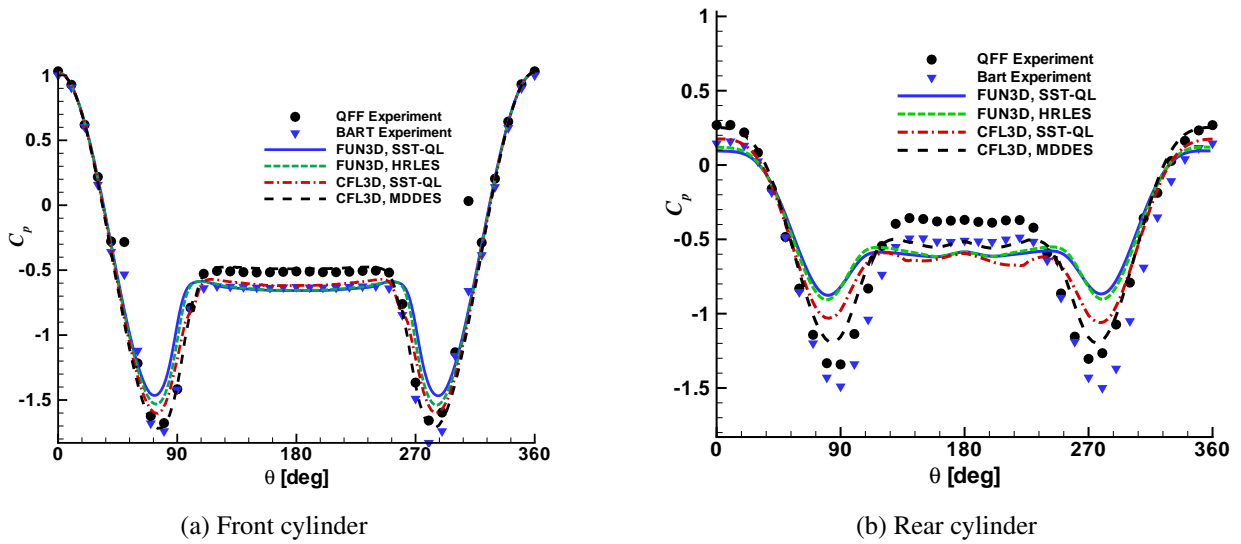 1
0.5
0
-0.5
-1
-1.5
Cp
0
90
180
270
360
θ [deg]
QFF Experiment
BART Experiment
FUN3D, SST-QL
FUN3D, HRLES
CFL3D, SST-QL
CFL3D, MDDES
(a) Front cylinder
1
0.5
0
-0.5
-1
-1.5
Cp
0
90
180
270
360
θ [deg]
QFF Experiment
Bart Experiment
FUN3D, SST-QL
FUN3D, HRLES
CFL3D, SST-QL
CFL3D, MDDES
(b) Rear cylinder